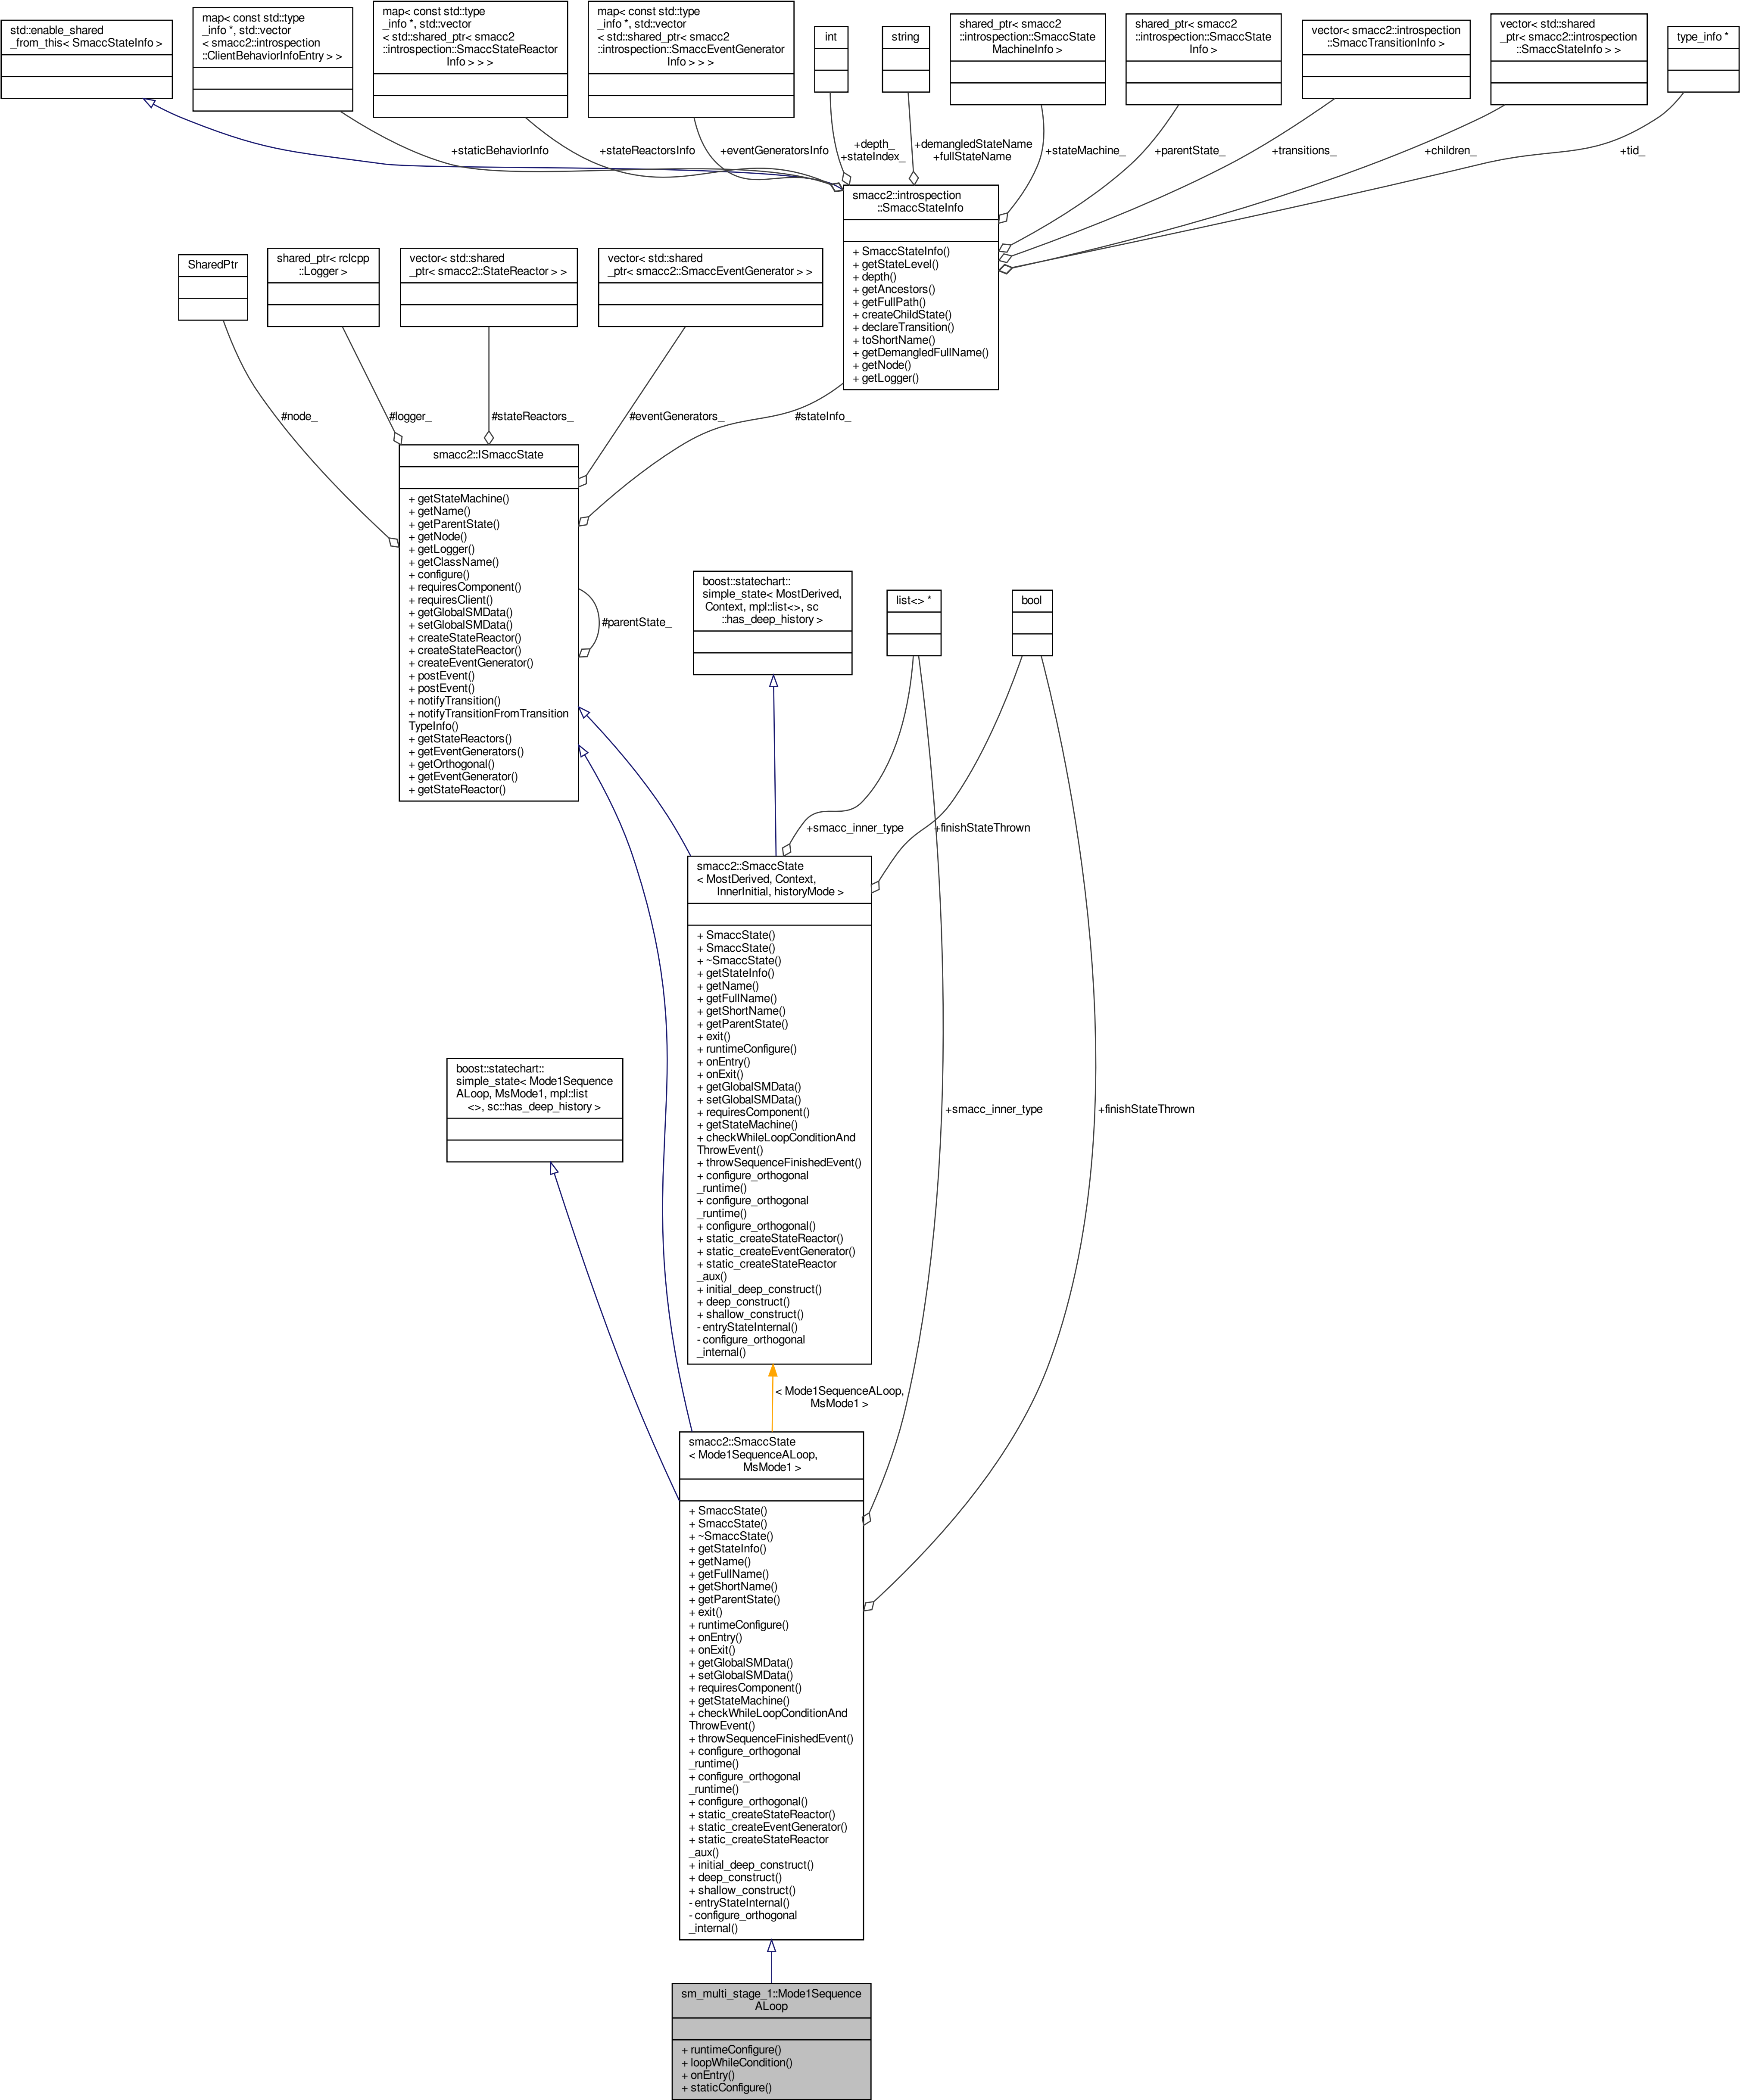 std::enable_shared
_from_this< SmaccStateInfo >
map< const std::type
_info *, std::vector
< smacc2::introspection
::ClientBehaviorInfoEntry > >
map< const std::type
_info *, std::vector
< std::shared_ptr< smacc2
::introspection::SmaccStateReactor
Info > > >
map< const std::type
_info *, std::vector
< std::shared_ptr< smacc2
::introspection::SmaccEventGenerator
Info > > >
int
string
shared_ptr< smacc2
::introspection::SmaccState
MachineInfo >
shared_ptr< smacc2
::introspection::SmaccState
Info >
vector< smacc2::introspection
::SmaccTransitionInfo >
vector< std::shared
_ptr< smacc2::introspection
::SmaccStateInfo > >
type_info *
+staticBehaviorInfo
+stateReactorsInfo
+eventGeneratorsInfo
+depth_
+stateIndex_
+demangledStateName
+fullStateName
+stateMachine_
+parentState_
+transitions_
+children_
+tid_
smacc2::introspection
::SmaccStateInfo
+ SmaccStateInfo()
+ getStateLevel()
+ depth()
+ getAncestors()
+ getFullPath()
+ createChildState()
+ declareTransition()
+ toShortName()
+ getDemangledFullName()
+ getNode()
+ getLogger()
SharedPtr
shared_ptr< rclcpp
::Logger >
vector< std::shared
_ptr< smacc2::StateReactor > >
vector< std::shared
_ptr< smacc2::SmaccEventGenerator > >
#node_
#logger_
#stateReactors_
#eventGenerators_
#stateInfo_
smacc2::ISmaccState
+ getStateMachine()
+ getName()
+ getParentState()
+ getNode()
+ getLogger()
+ getClassName()
+ configure()
+ requiresComponent()
+ requiresClient()
+ getGlobalSMData()
+ setGlobalSMData()
+ createStateReactor()
+ createStateReactor()
+ createEventGenerator()
+ postEvent()
+ postEvent()
+ notifyTransition()
+ notifyTransitionFromTransition
TypeInfo()
+ getStateReactors()
+ getEventGenerators()
+ getOrthogonal()
+ getEventGenerator()
+ getStateReactor()
#parentState_
boost::statechart::
simple_state< MostDerived,
Context, mpl::list<>, sc
::has_deep_history >
list<> *
bool
+smacc_inner_type
+finishStateThrown
smacc2::SmaccState
< MostDerived, Context,
InnerInitial, historyMode >
+ SmaccState()
+ SmaccState()
+ ~SmaccState()
+ getStateInfo()
+ getName()
+ getFullName()
+ getShortName()
+ getParentState()
+ exit()
+ runtimeConfigure()
+ onEntry()
+ onExit()
+ getGlobalSMData()
+ setGlobalSMData()
+ requiresComponent()
+ getStateMachine()
+ checkWhileLoopConditionAnd
ThrowEvent()
+ throwSequenceFinishedEvent()
+ configure_orthogonal
_runtime()
+ configure_orthogonal
_runtime()
+ configure_orthogonal()
+ static_createStateReactor()
+ static_createEventGenerator()
+ static_createStateReactor
_aux()
+ initial_deep_construct()
+ deep_construct()
+ shallow_construct()
- entryStateInternal()
- configure_orthogonal
_internal()
boost::statechart::
simple_state< Mode1Sequence
ALoop, MsMode1, mpl::list
<>, sc::has_deep_history >
+smacc_inner_type
+finishStateThrown
< Mode1SequenceALoop,
MsMode1 >
smacc2::SmaccState
< Mode1SequenceALoop,
MsMode1 >
+ SmaccState()
+ SmaccState()
+ ~SmaccState()
+ getStateInfo()
+ getName()
+ getFullName()
+ getShortName()
+ getParentState()
+ exit()
+ runtimeConfigure()
+ onEntry()
+ onExit()
+ getGlobalSMData()
+ setGlobalSMData()
+ requiresComponent()
+ getStateMachine()
+ checkWhileLoopConditionAnd
ThrowEvent()
+ throwSequenceFinishedEvent()
+ configure_orthogonal
_runtime()
+ configure_orthogonal
_runtime()
+ configure_orthogonal()
+ static_createStateReactor()
+ static_createEventGenerator()
+ static_createStateReactor
_aux()
+ initial_deep_construct()
+ deep_construct()
+ shallow_construct()
- entryStateInternal()
- configure_orthogonal
_internal()
sm_multi_stage_1::Mode1Sequence
ALoop
+ runtimeConfigure()
+ loopWhileCondition()
+ onEntry()
+ staticConfigure()